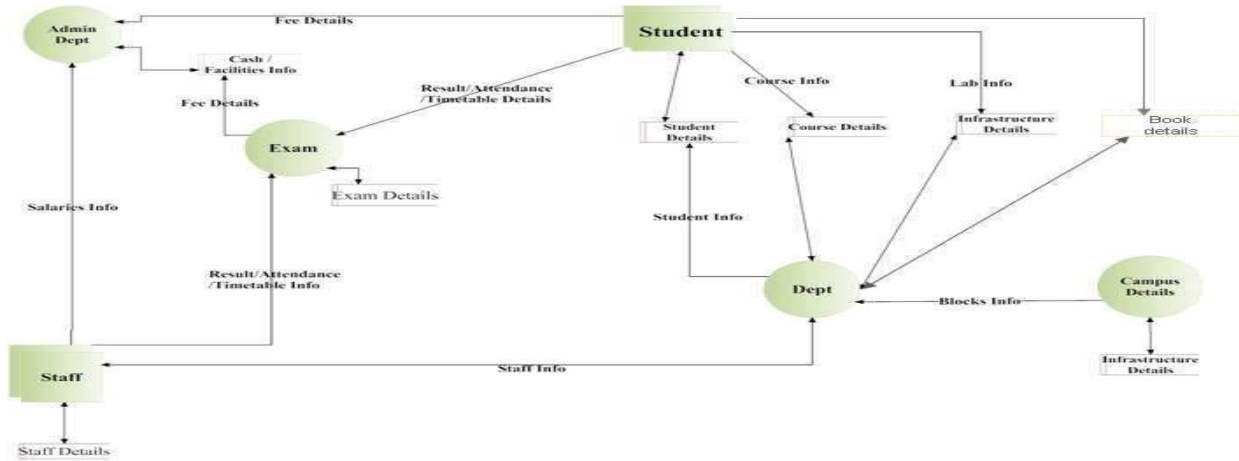 Fee Details
Admin
Dept
Student
Cash /
Facilities Info
Course Info
Lab Info
Result/Attendance
/Timetable Details
Fee Details
Student
Details
Course Details
Infrastructure
Details
Book
details
Exam
Exam Details
Salaries Info
Student Info
Result/Attendance
/Timetable Info
Dept
Campus
Details
Blocks Info
Staff
Staff Info
Infrastructure
Details
Staff Details